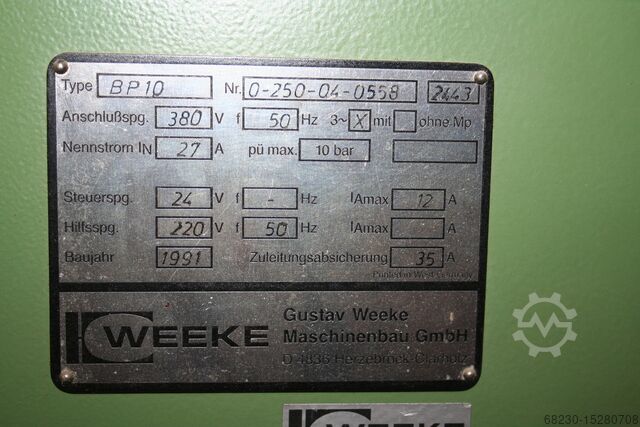 Type BP10 Nr. 0-250-04-0558 2443
Anschlußspg. 380 V f 50 Hz 3~ X mit ohne Mp
Nennstrom IN 27 A pü max. 10 bar
Steuerspg. 24 V f - Hz IAmax 12 A
Hilfsspg. 220 V f 50 Hz IAmax A
Baujahr 1991 Zuleitungsabsicherung 35 A
Printed in West Germany
WEEKE
Gustav Weeke
Maschinenbau GmbH
D 4836 Herzebrock-Clarholz
WEEKE
68230-15280708